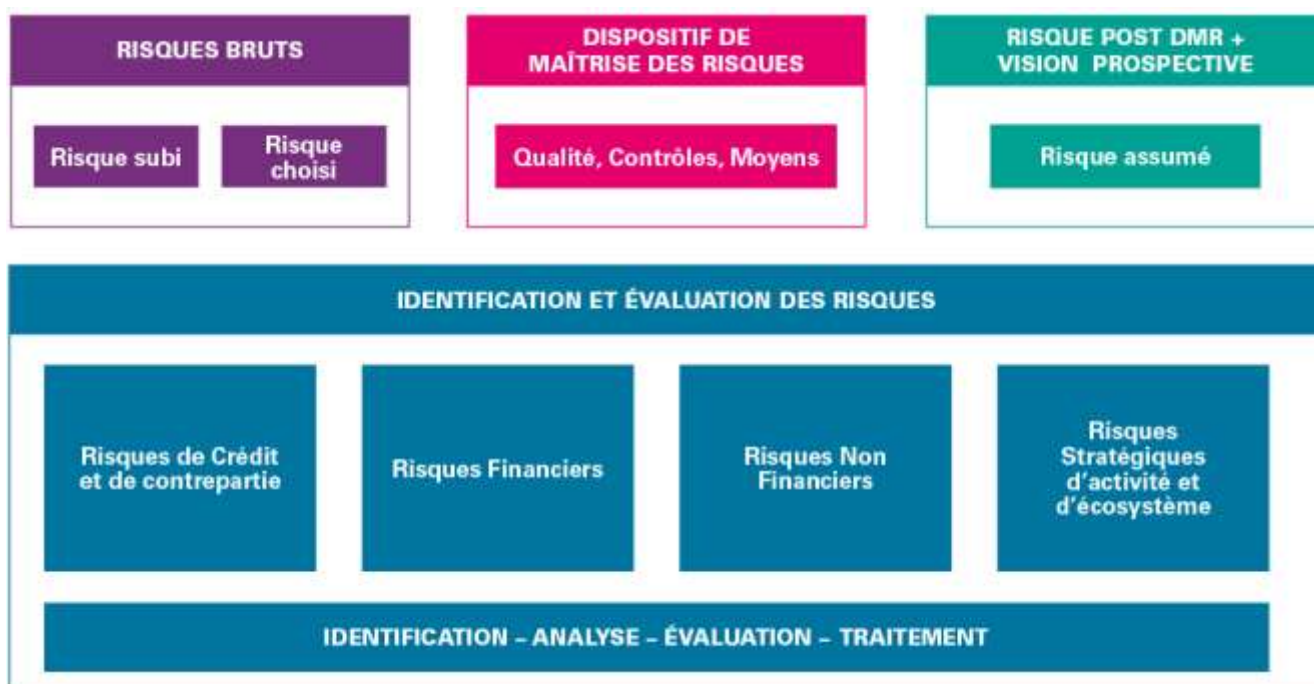 RISQUES BRUTS
Risque subi
Risque
choisi
DISPOSITIF DE
MAÎTRISE DES RISQUES
Qualité, Contrôles, Moyens
RISQUE POST DMR +
VISION PROSPECTIVE
Risque assumé
IDENTIFICATION ET ÉVALUATION DES RISQUES
Risques de Crédit
et de contrepartie
Risques Financiers
Risques Non
Financiers
Risques
Stratégiques
d'activité et
d'écosystème
IDENTIFICATION – ANALYSE – ÉVALUATION – TRAITEMENT